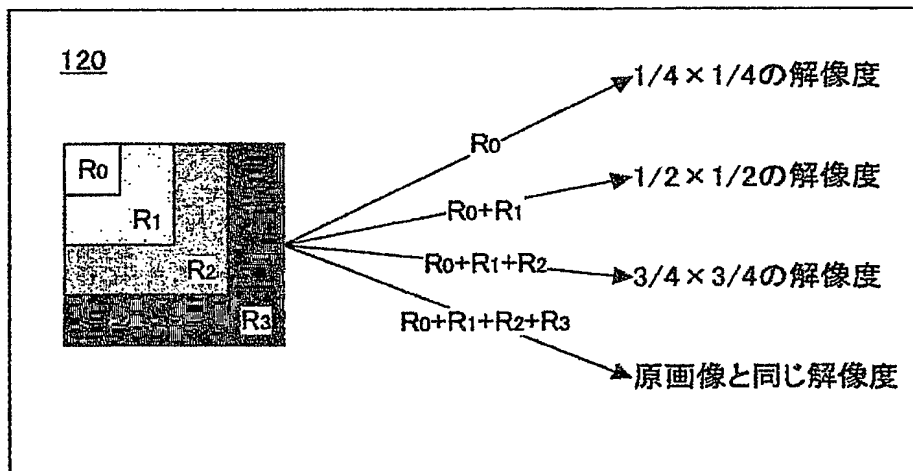 120
1/4×1/4の解像度
R0
R0
1/2×1/2の解像度
R1
R0+R1
R2
R0+R1+R2
3/4×3/4の解像度
R3
R0+R1+R2+R3
原画像と同じ解像度